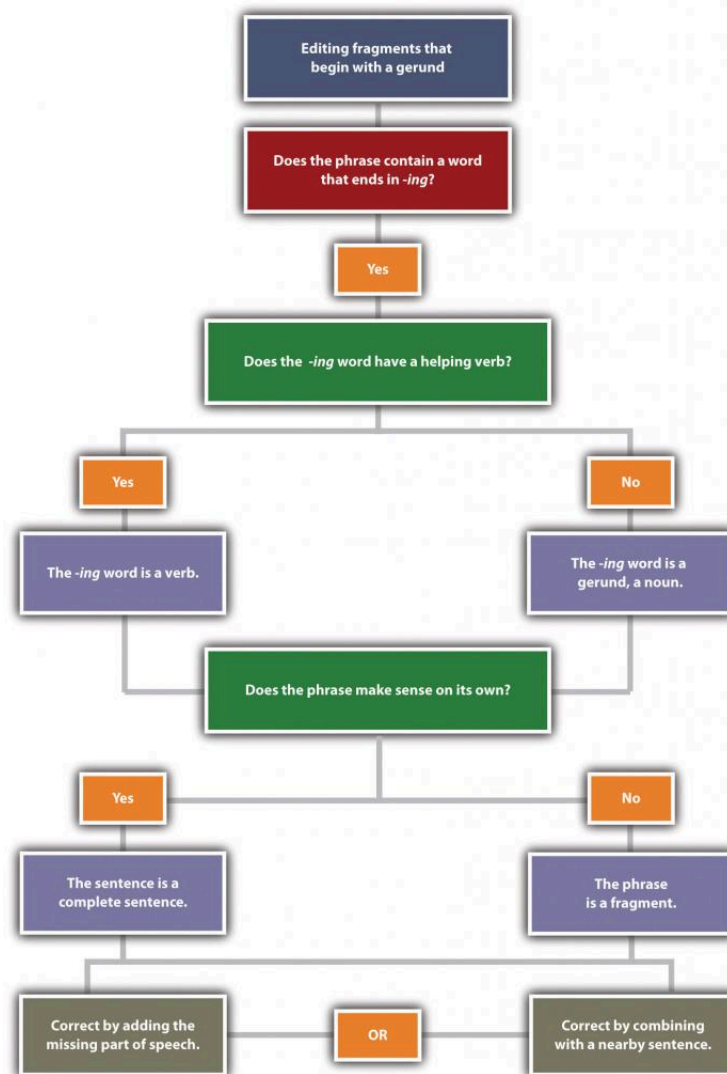 Editing fragments that
begin with a gerund
Does the phrase contain a word
that ends in -ing?
Yes
Does the -ing word have a helping verb?
Yes
No
The -ing word is a verb.
The -ing word is a
gerund, a noun.
Does the phrase make sense on its own?
Yes
No
The sentence is a
complete sentence.
The phrase
is a fragment.
Correct by adding the
missing part of speech.
OR
Correct by combining
with a nearby sentence.